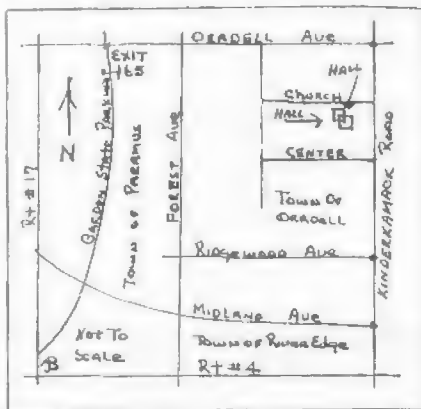 ORADELL AVE
EXIT
165
HALL
CHURCH
HALL
N
CENTER
Rt #17
GARDEN STATE PARKWAY
TOWN OF PARAMUS
FOREST AVE
TOWN OF
ORADELL
KINDERKAMACK ROAD
RIDGEWOOD AVE
MIDLAND AVE
NOT TO
SCALE
TOWN OF RIVER EDGE
Rt #4